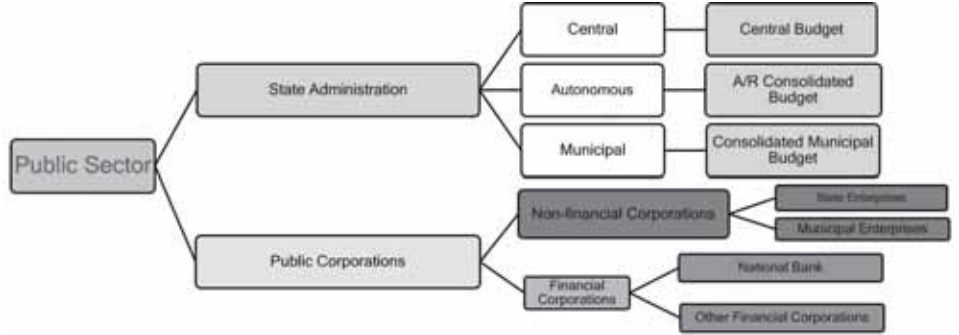 Public Sector
State Administration
Central
Central Budget
Autonomous
A/R Consolidated
Budget
Municipal
Consolidated Municipal
Budget
Public Corporations
Non-financial Corporations
State Enterprises
Municipal Enterprises
Financial
Corporations
National Bank
Other Financial Corporations